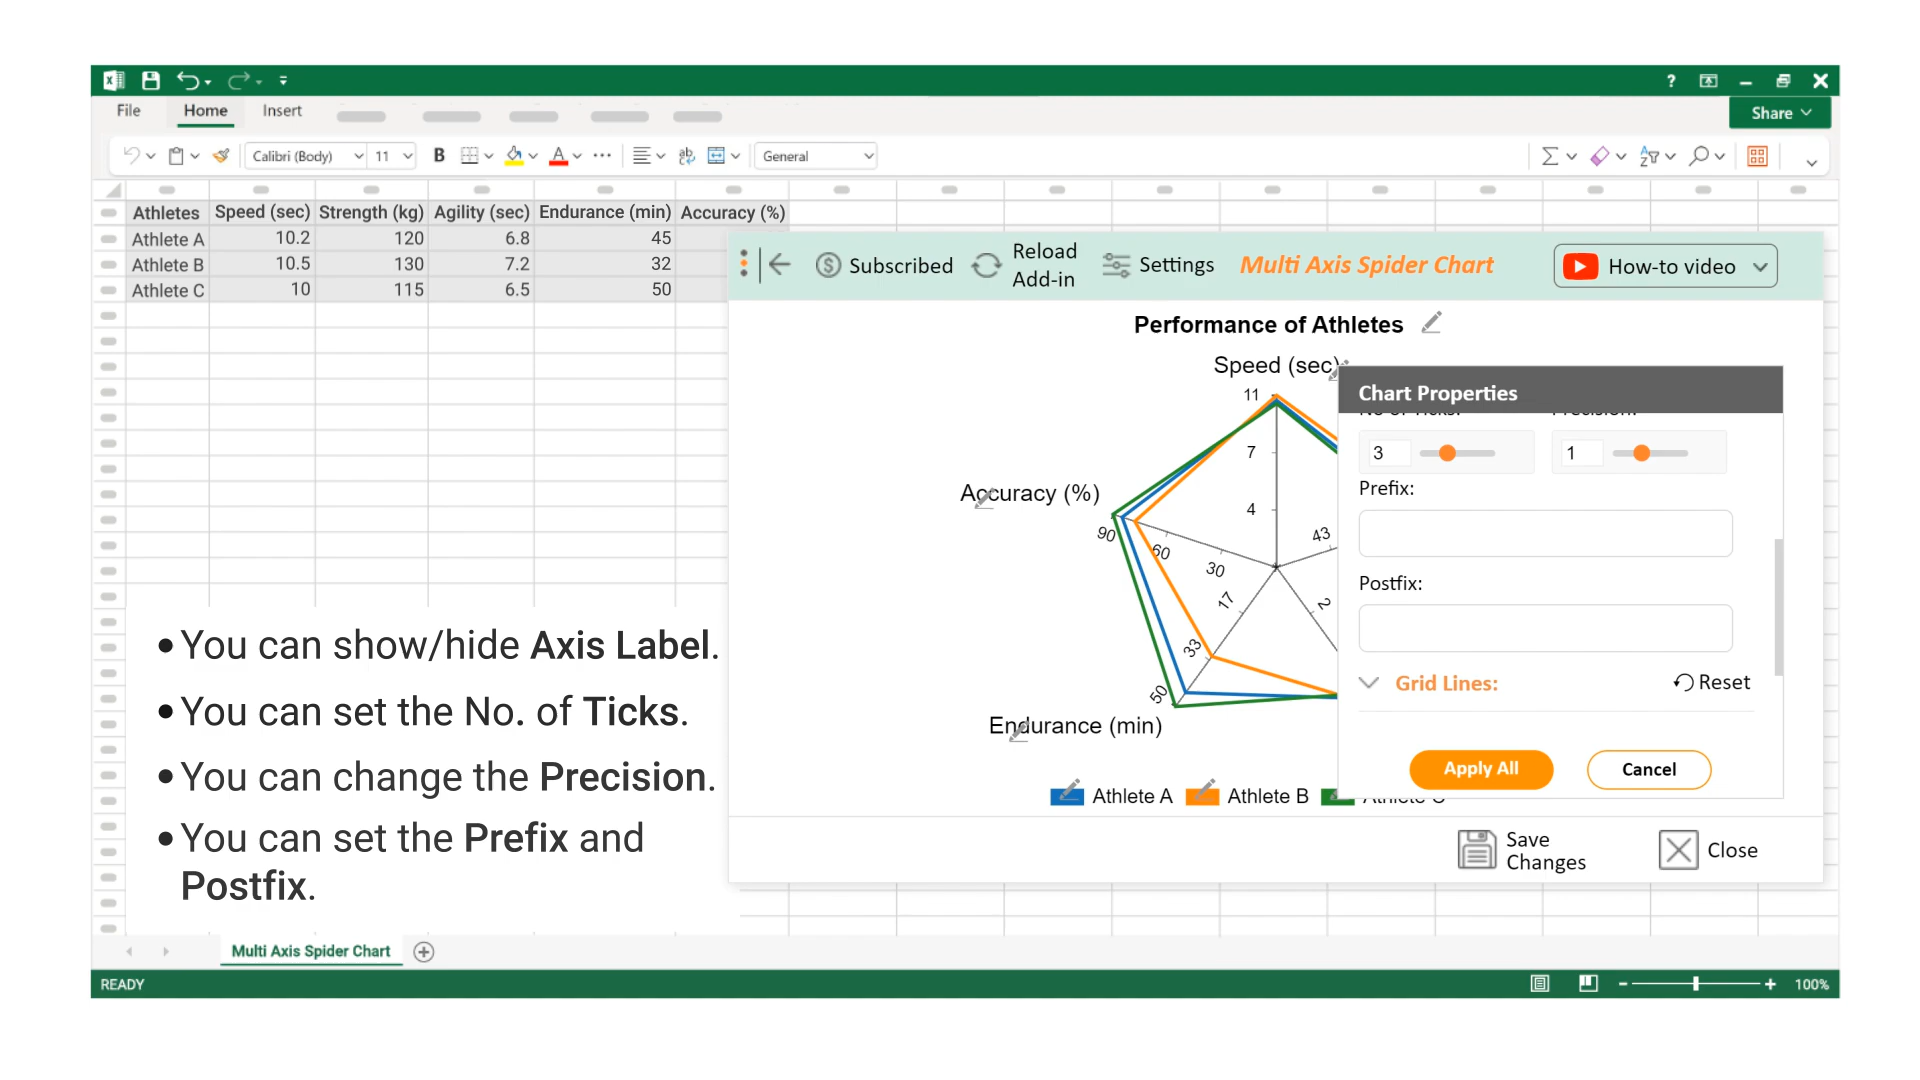 File Home Insert Share
Calibri (Body) 11 B General
Athletes Speed (sec) Strength (kg) Agility (sec) Endurance (min) Accuracy (%)
Athlete A 10.2 120 6.8 45
Athlete B 10.5 130 7.2 32
Athlete C 10 115 6.5 50
Subscribed Reload Add-in Settings Multi Axis Spider Chart How-to video
Performance of Athletes
Speed (sec)
11
7
4
43
Accuracy (%)
90
60
30
17
2
33
50
Endurance (min)
Athlete A Athlete B
Chart Properties
3 1
Prefix:
Postfix:
Grid Lines: Reset
Apply All Cancel
Save Changes Close
•You can show/hide Axis Label.
•You can set the No. of Ticks.
•You can change the Precision.
•You can set the Prefix and
Postfix.
Multi Axis Spider Chart
READY 100%